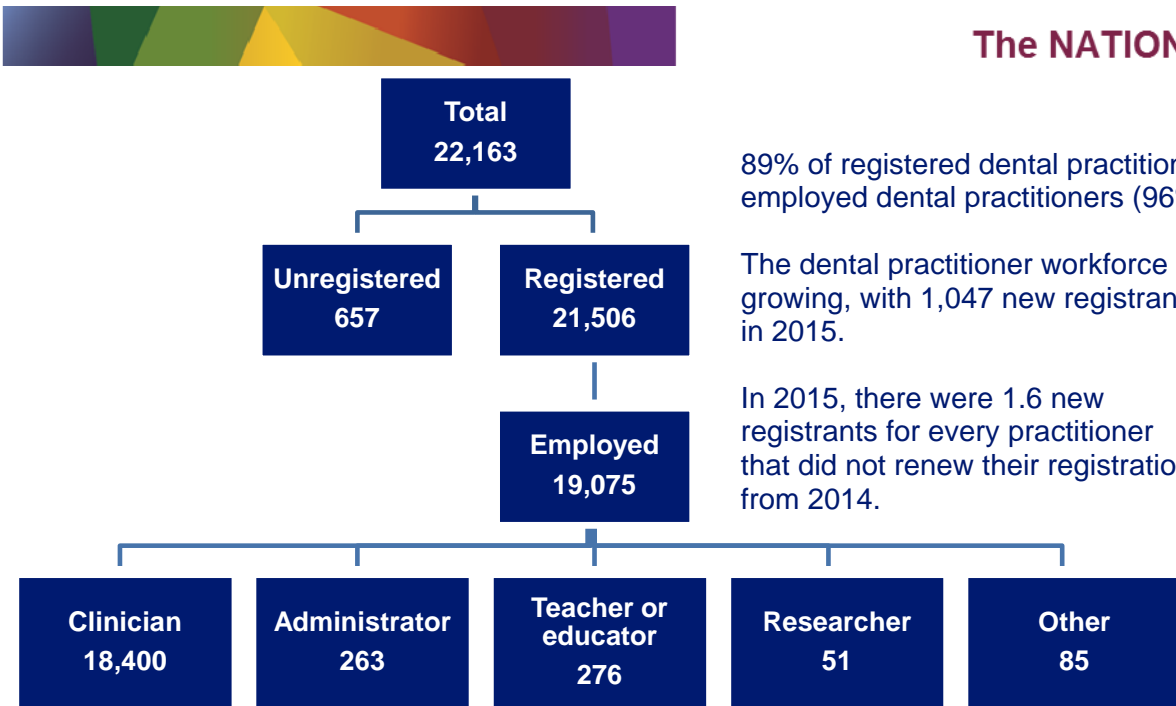 The NATION
Total
22,163
Unregistered
657
Registered
21,506
Employed
19,075
Clinician
18,400
Administrator
263
Teacher or
educator
276
Researcher
51
Other
85
89% of registered dental practition
employed dental practitioners (96
The dental practitioner workforce
growing, with 1,047 new registran
in 2015.
In 2015, there were 1.6 new
registrants for every practitioner
that did not renew their registratio
from 2014.